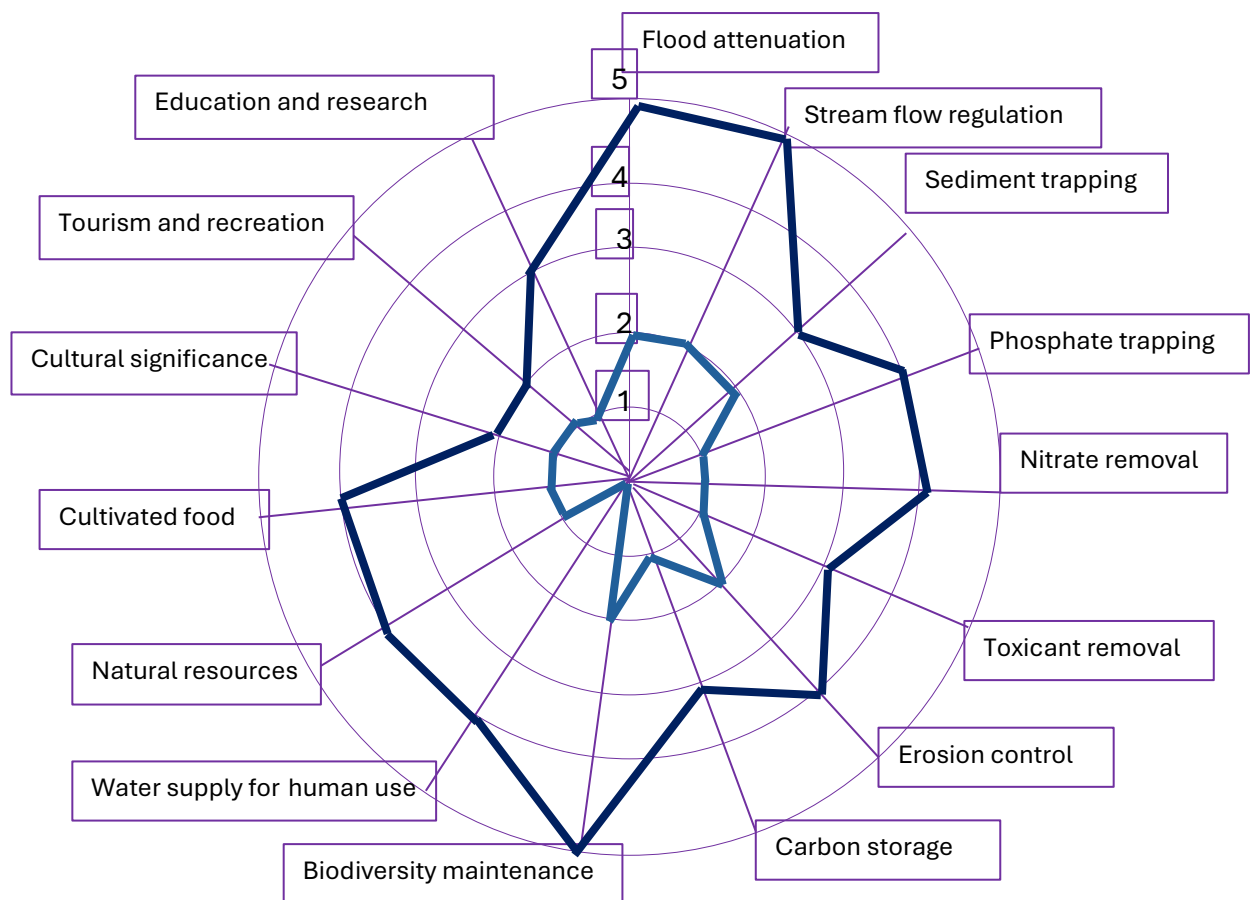 Flood attenuation
5
Education and research
Stream flow regulation
4
Sediment trapping
Tourism and recreation
3
2
Phosphate trapping
Cultural significance
1
Nitrate removal
Cultivated food
Toxicant removal
Natural resources
Erosion control
Water supply for human use
Carbon storage
Biodiversity maintenance